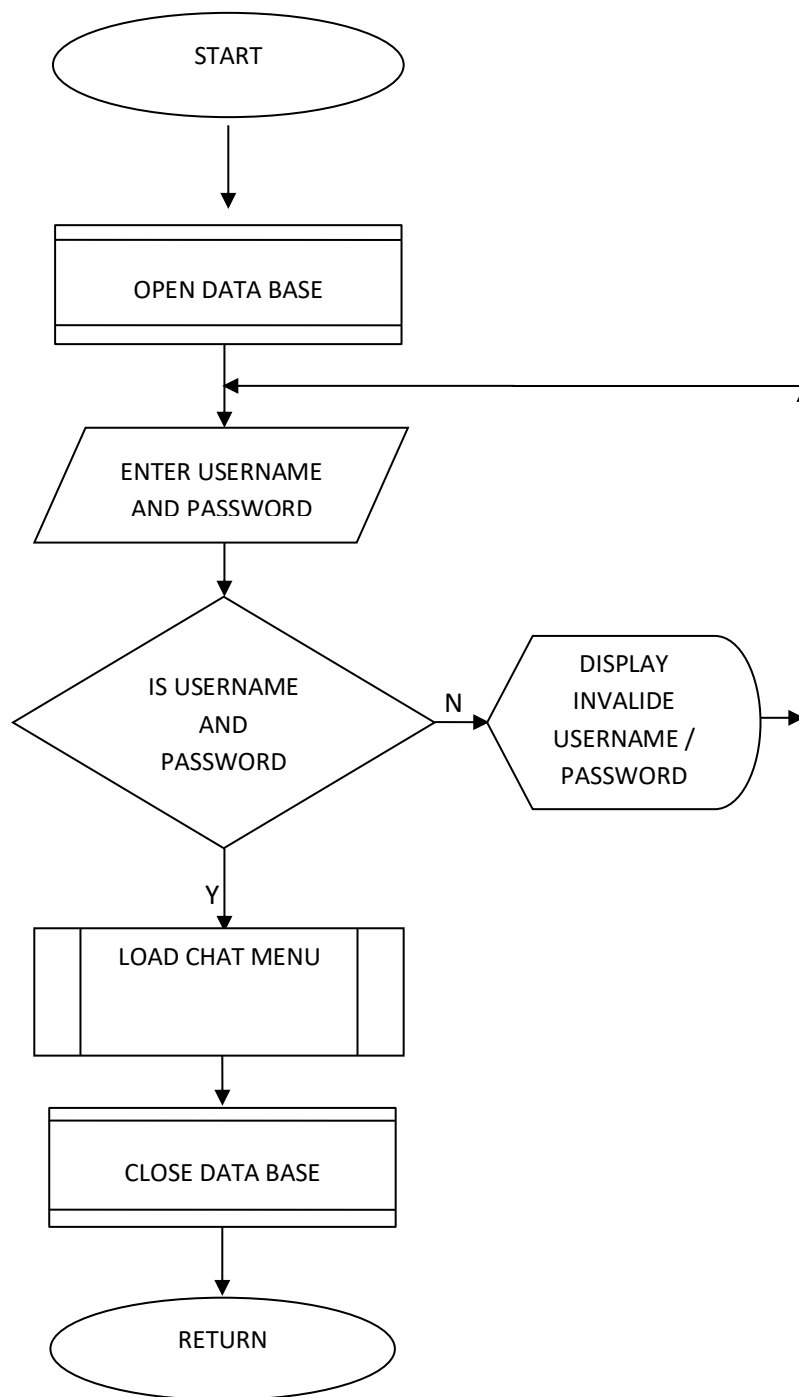 START
OPEN DATA BASE
ENTER USERNAME
AND PASSWORD
IS USERNAME
AND
PASSWORD
N
DISPLAY
INVALIDE
USERNAME /
PASSWORD
Y
LOAD CHAT MENU
CLOSE DATA BASE
RETURN